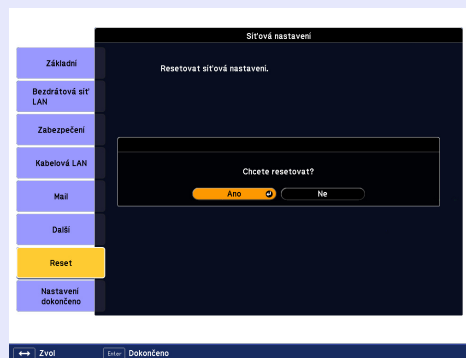 Síťová nastavení
Základní
Resetovat síťová nastavení.
Bezdrátová síť
LAN
Zabezpečení
Kabelová LAN
Chcete resetovat?
Ano
Ne
Mail
Další
Reset
Nastavení
dokončeno
Zvol
Enter Dokončeno